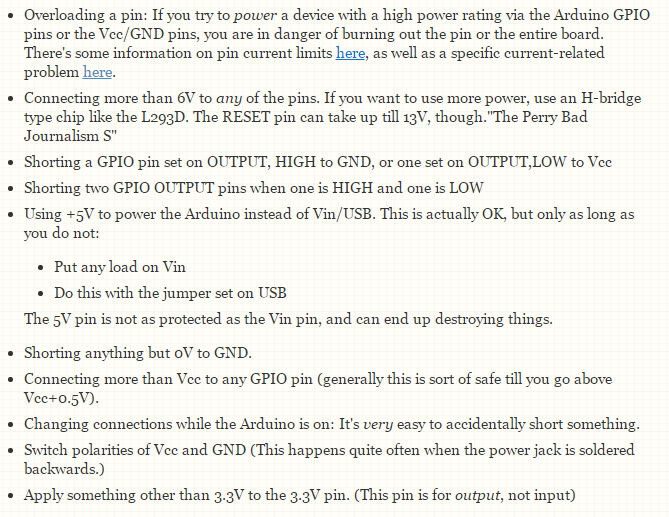 Overloading a pin: If you try to power a device with a high power rating via the Arduino GPIO
pins or the Vcc/GND pins, you are in danger of burning out the pin or the entire board.
There's some information on pin current limits here, as well as a specific current-related
problem here.
Connecting more than 6V to any of the pins. If you want to use more power, use an H-bridge
type chip like the L293D. The RESET pin can take up till 13V, though."The Perry Bad
Journalism S"
Shorting a GPIO pin set on OUTPUT, HIGH to GND, or one set on OUTPUT,LOW to Vcc
Shorting two GPIO OUTPUT pins when one is HIGH and one is LOW
Using +5V to power the Arduino instead of Vin/USB. This is actually OK, but only as long as
you do not:
Put any load on Vin
Do this with the jumper set on USB
The 5V pin is not as protected as the Vin pin, and can end up destroying things.
Shorting anything but 0V to GND.
Connecting more than Vcc to any GPIO pin (generally this is sort of safe till you go above
Vcc+0.5V).
Changing connections while the Arduino is on: It's very easy to accidentally short something.
Switch polarities of Vcc and GND (This happens quite often when the power jack is soldered
backwards.)
Apply something other than 3.3V to the 3.3V pin. (This pin is for output, not input)